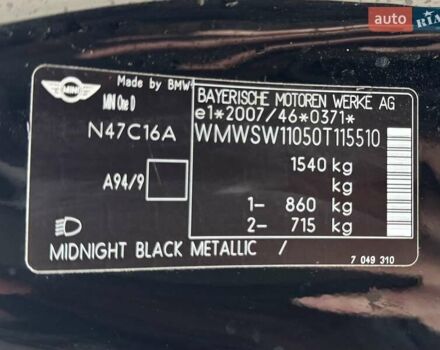 auto RIA
MINI
Made by BMW
MINI One D
N47C16A
A94/9
BAYERISCHE MOTOREN WERKE AG
e1*2007/46*0371*
WMWSW11050T115510
1540 kg
kg
1- 860 kg
2- 715 kg
MIDNIGHT BLACK METALLIC /
7 049 310